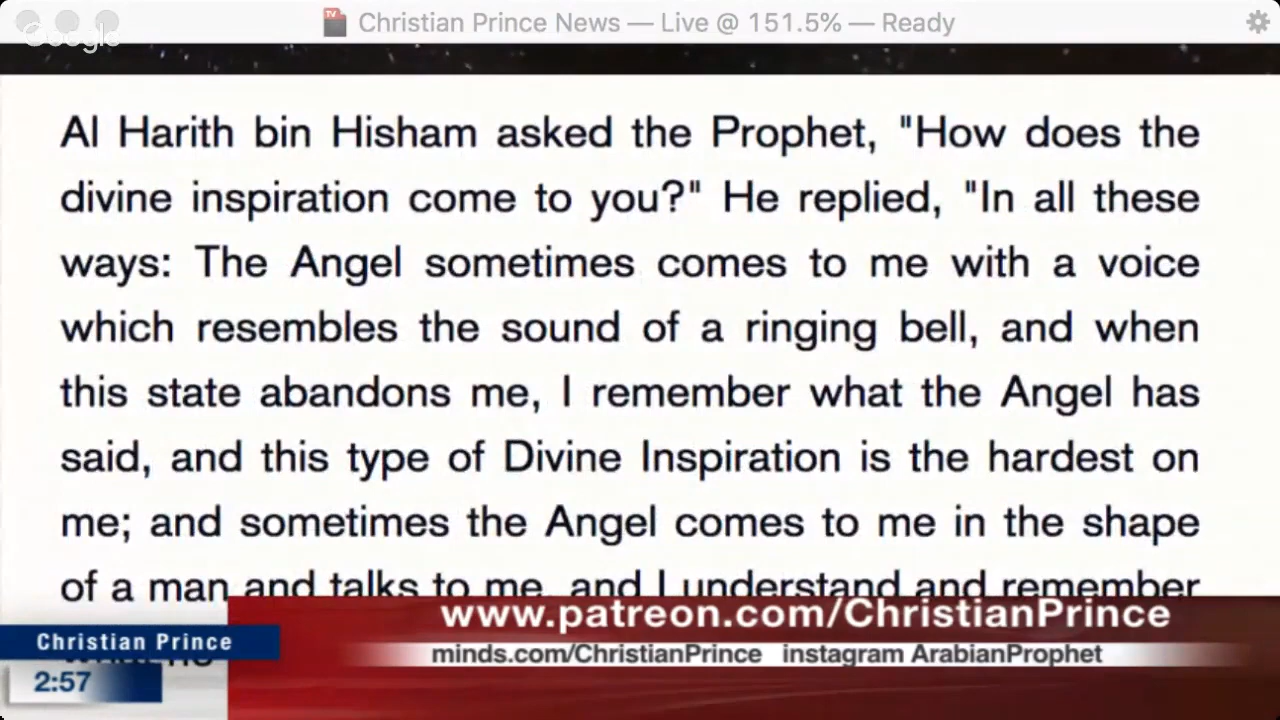 Christian Prince News — Live @ 151.5% — Ready
Google
Al Harith bin Hisham asked the Prophet, "How does the
divine inspiration come to you?" He replied, "In all these
ways: The Angel sometimes comes to me with a voice
which resembles the sound of a ringing bell, and when
this state abandons me, I remember what the Angel has
said, and this type of Divine Inspiration is the hardest on
me; and sometimes the Angel comes to me in the shape
of a man and talks to me, and I understand and remember
www.patreon.com/ChristianPrince
Christian Prince
minds.com/ChristianPrince instagram ArabianProphet
2:57